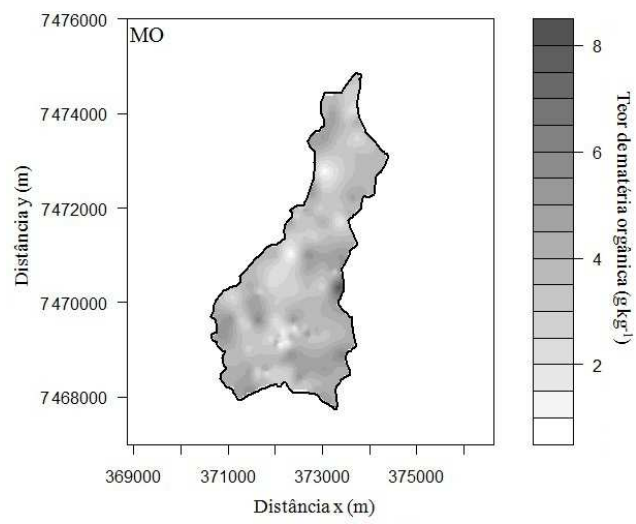 MO
7476000
7474000
7472000
7470000
7468000
Distância y (m)
369000 371000 373000 375000
Distância x (m)
8
6
4
2
Teor de matéria orgânica (g kg-1)